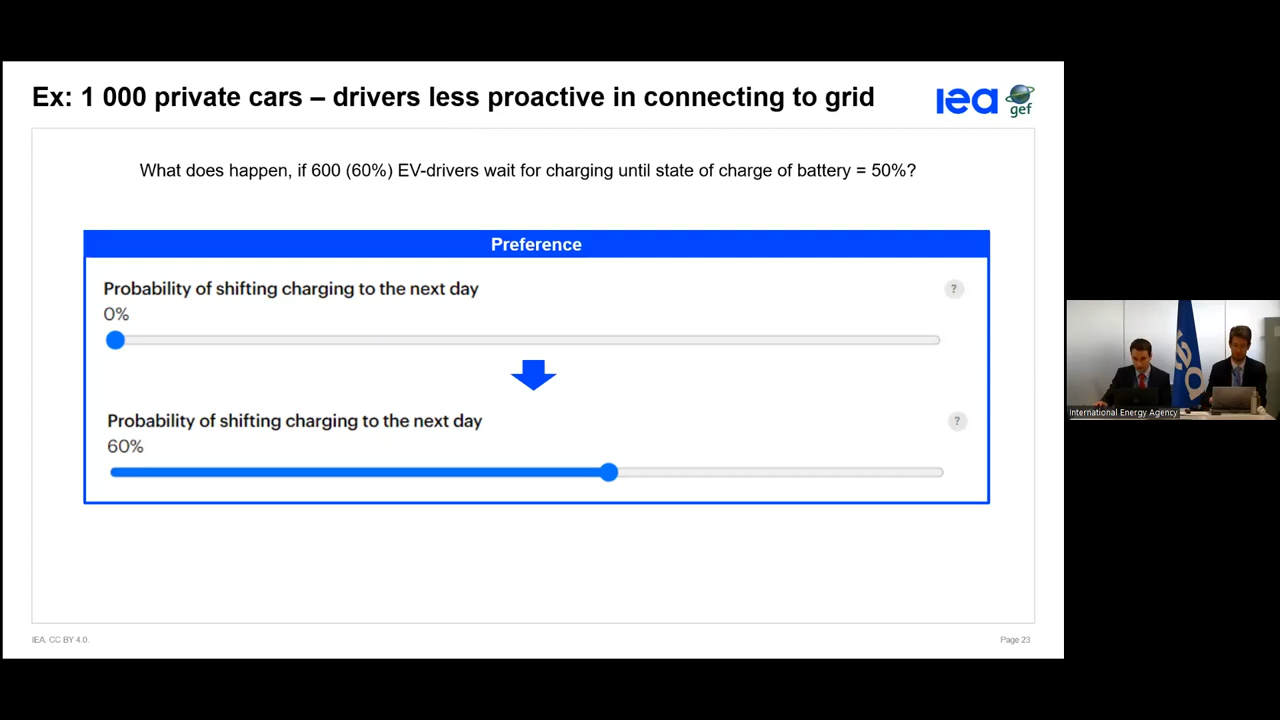 Ex: 1 000 private cars – drivers less proactive in connecting to grid
iea
gef
What does happen, if 600 (60%) EV-drivers wait for charging until state of charge of battery = 50%?
Preference
Probability of shifting charging to the next day
?
0%
Probability of shifting charging to the next day
?
60%
iea
International Energy Agency
IEA. CC BY 4.0.
Page 23